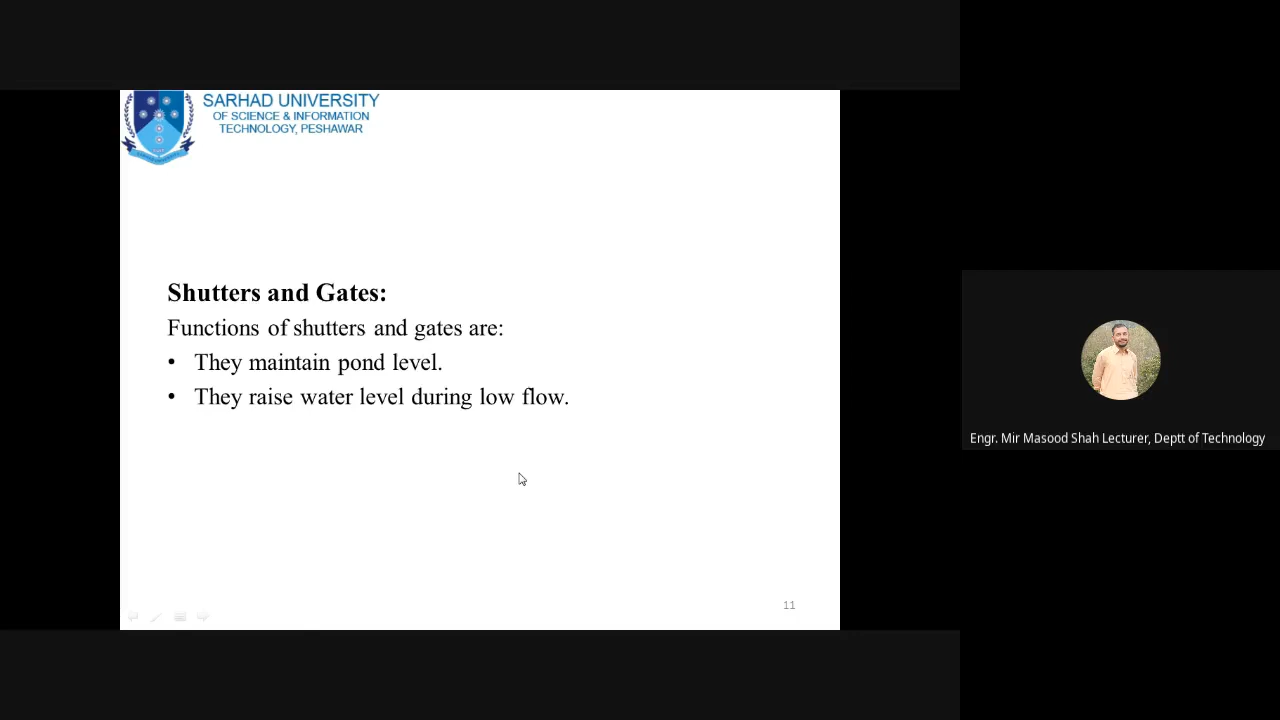 SARHAD UNIVERSITY
OF SCIENCE & INFORMATION
TECHNOLOGY, PESHAWAR
Shutters and Gates:
Functions of shutters and gates are:
• They maintain pond level.
• They raise water level during low flow.
Engr. Mir Masood Shah Lecturer, Deptt of Technology
11